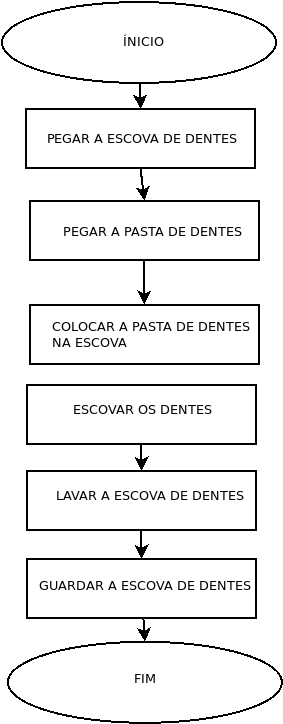 ÍNICIO
PEGAR A ESCOVA DE DENTES
PEGAR A PASTA DE DENTES
COLOCAR A PASTA DE DENTES
NA ESCOVA
ESCOVAR OS DENTES
LAVAR A ESCOVA DE DENTES
GUARDAR A ESCOVA DE DENTES
FIM